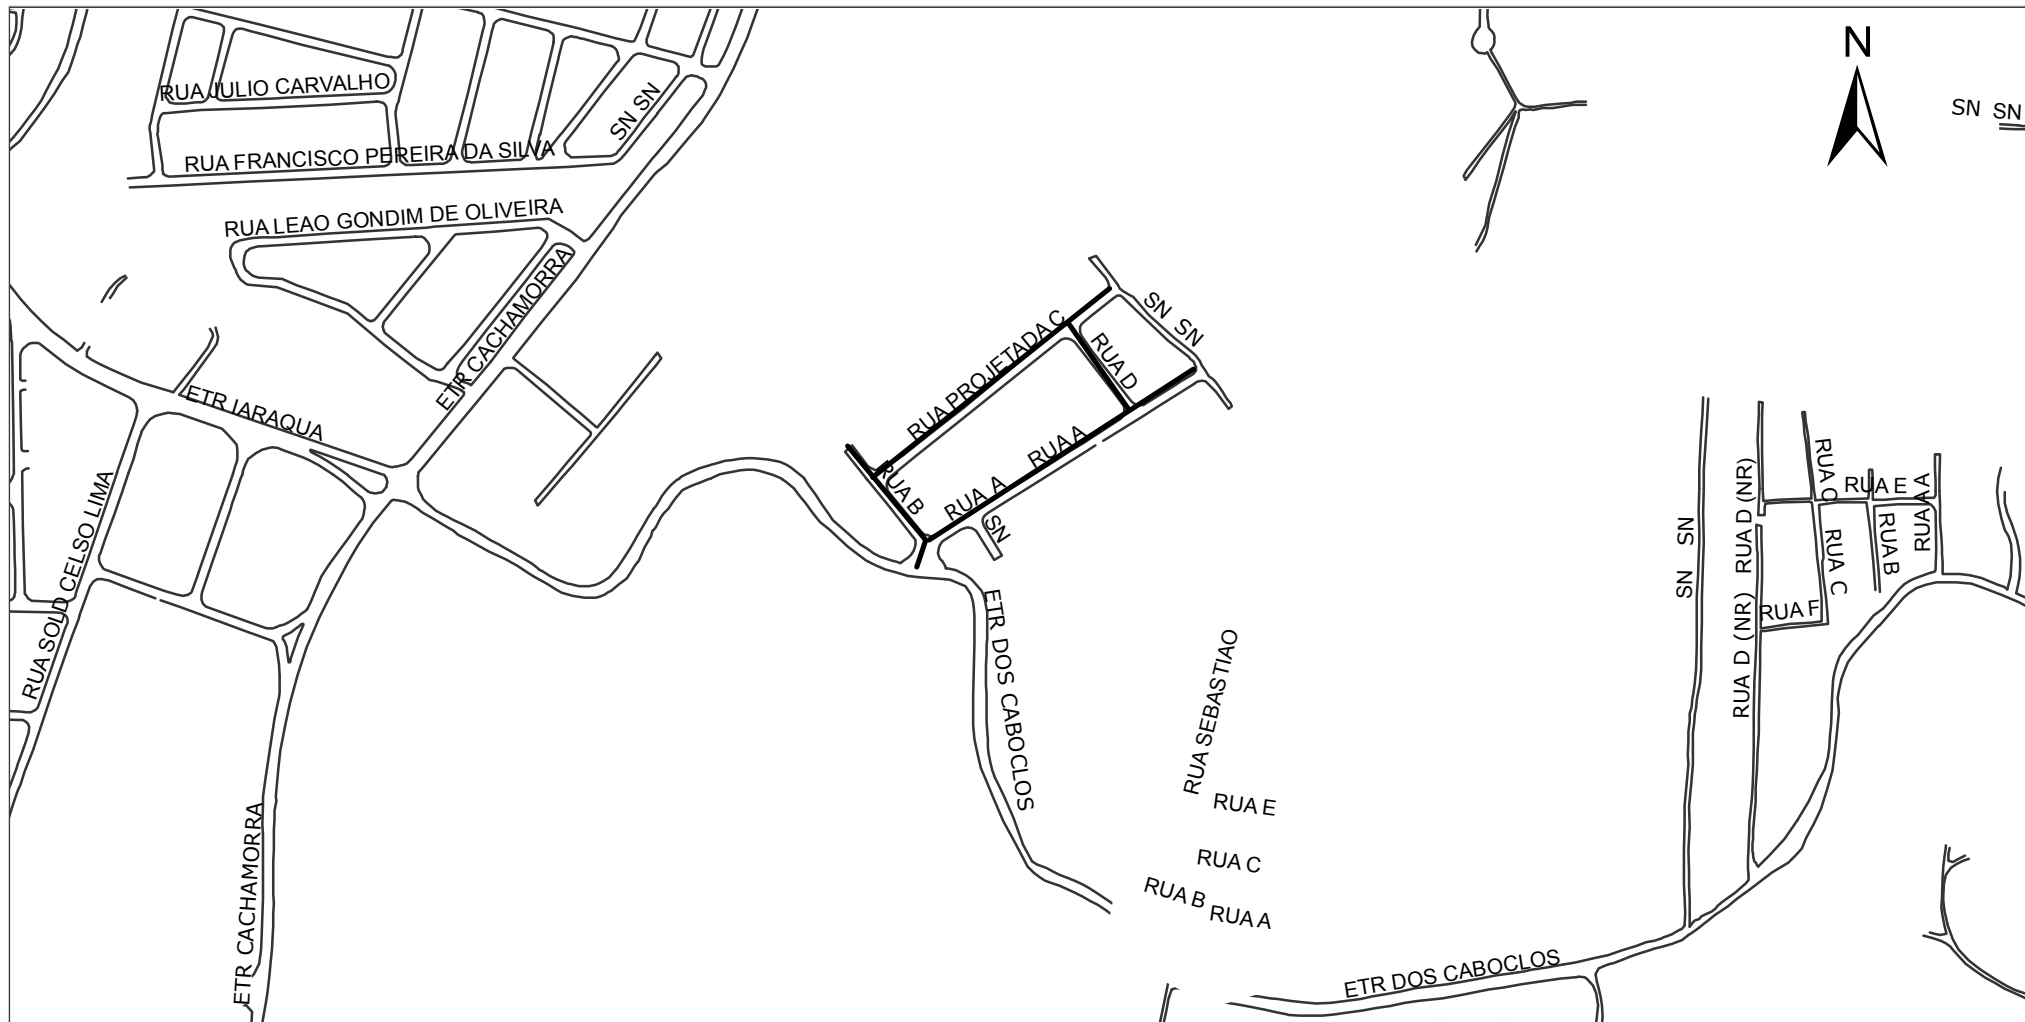 N
SN SN
RUA JULIO CARVALHO
SN SN
RUA FRANCISCO PEREIRA DA SILVA
RUA LEAO GONDIM DE OLIVEIRA
ETR CACHAMORRA
ETR IARAQUA
RUA SOLD CELSO LIMA
ETR CACHAMORRA
SN SN
RUA PROJETADA C
RUA D
RUA A
RUA A
RUA B
SN
ETR DOS CABOCLOS
RUA SEBASTIAO
RUA E
RUA C
RUA B
RUA A
ETR DOS CABOCLOS
SN SN
RUA D (NR)
RUA D (NR)
RUA C
RUA E
RUA A
RUA A
RUA B
RUA C
RUA F